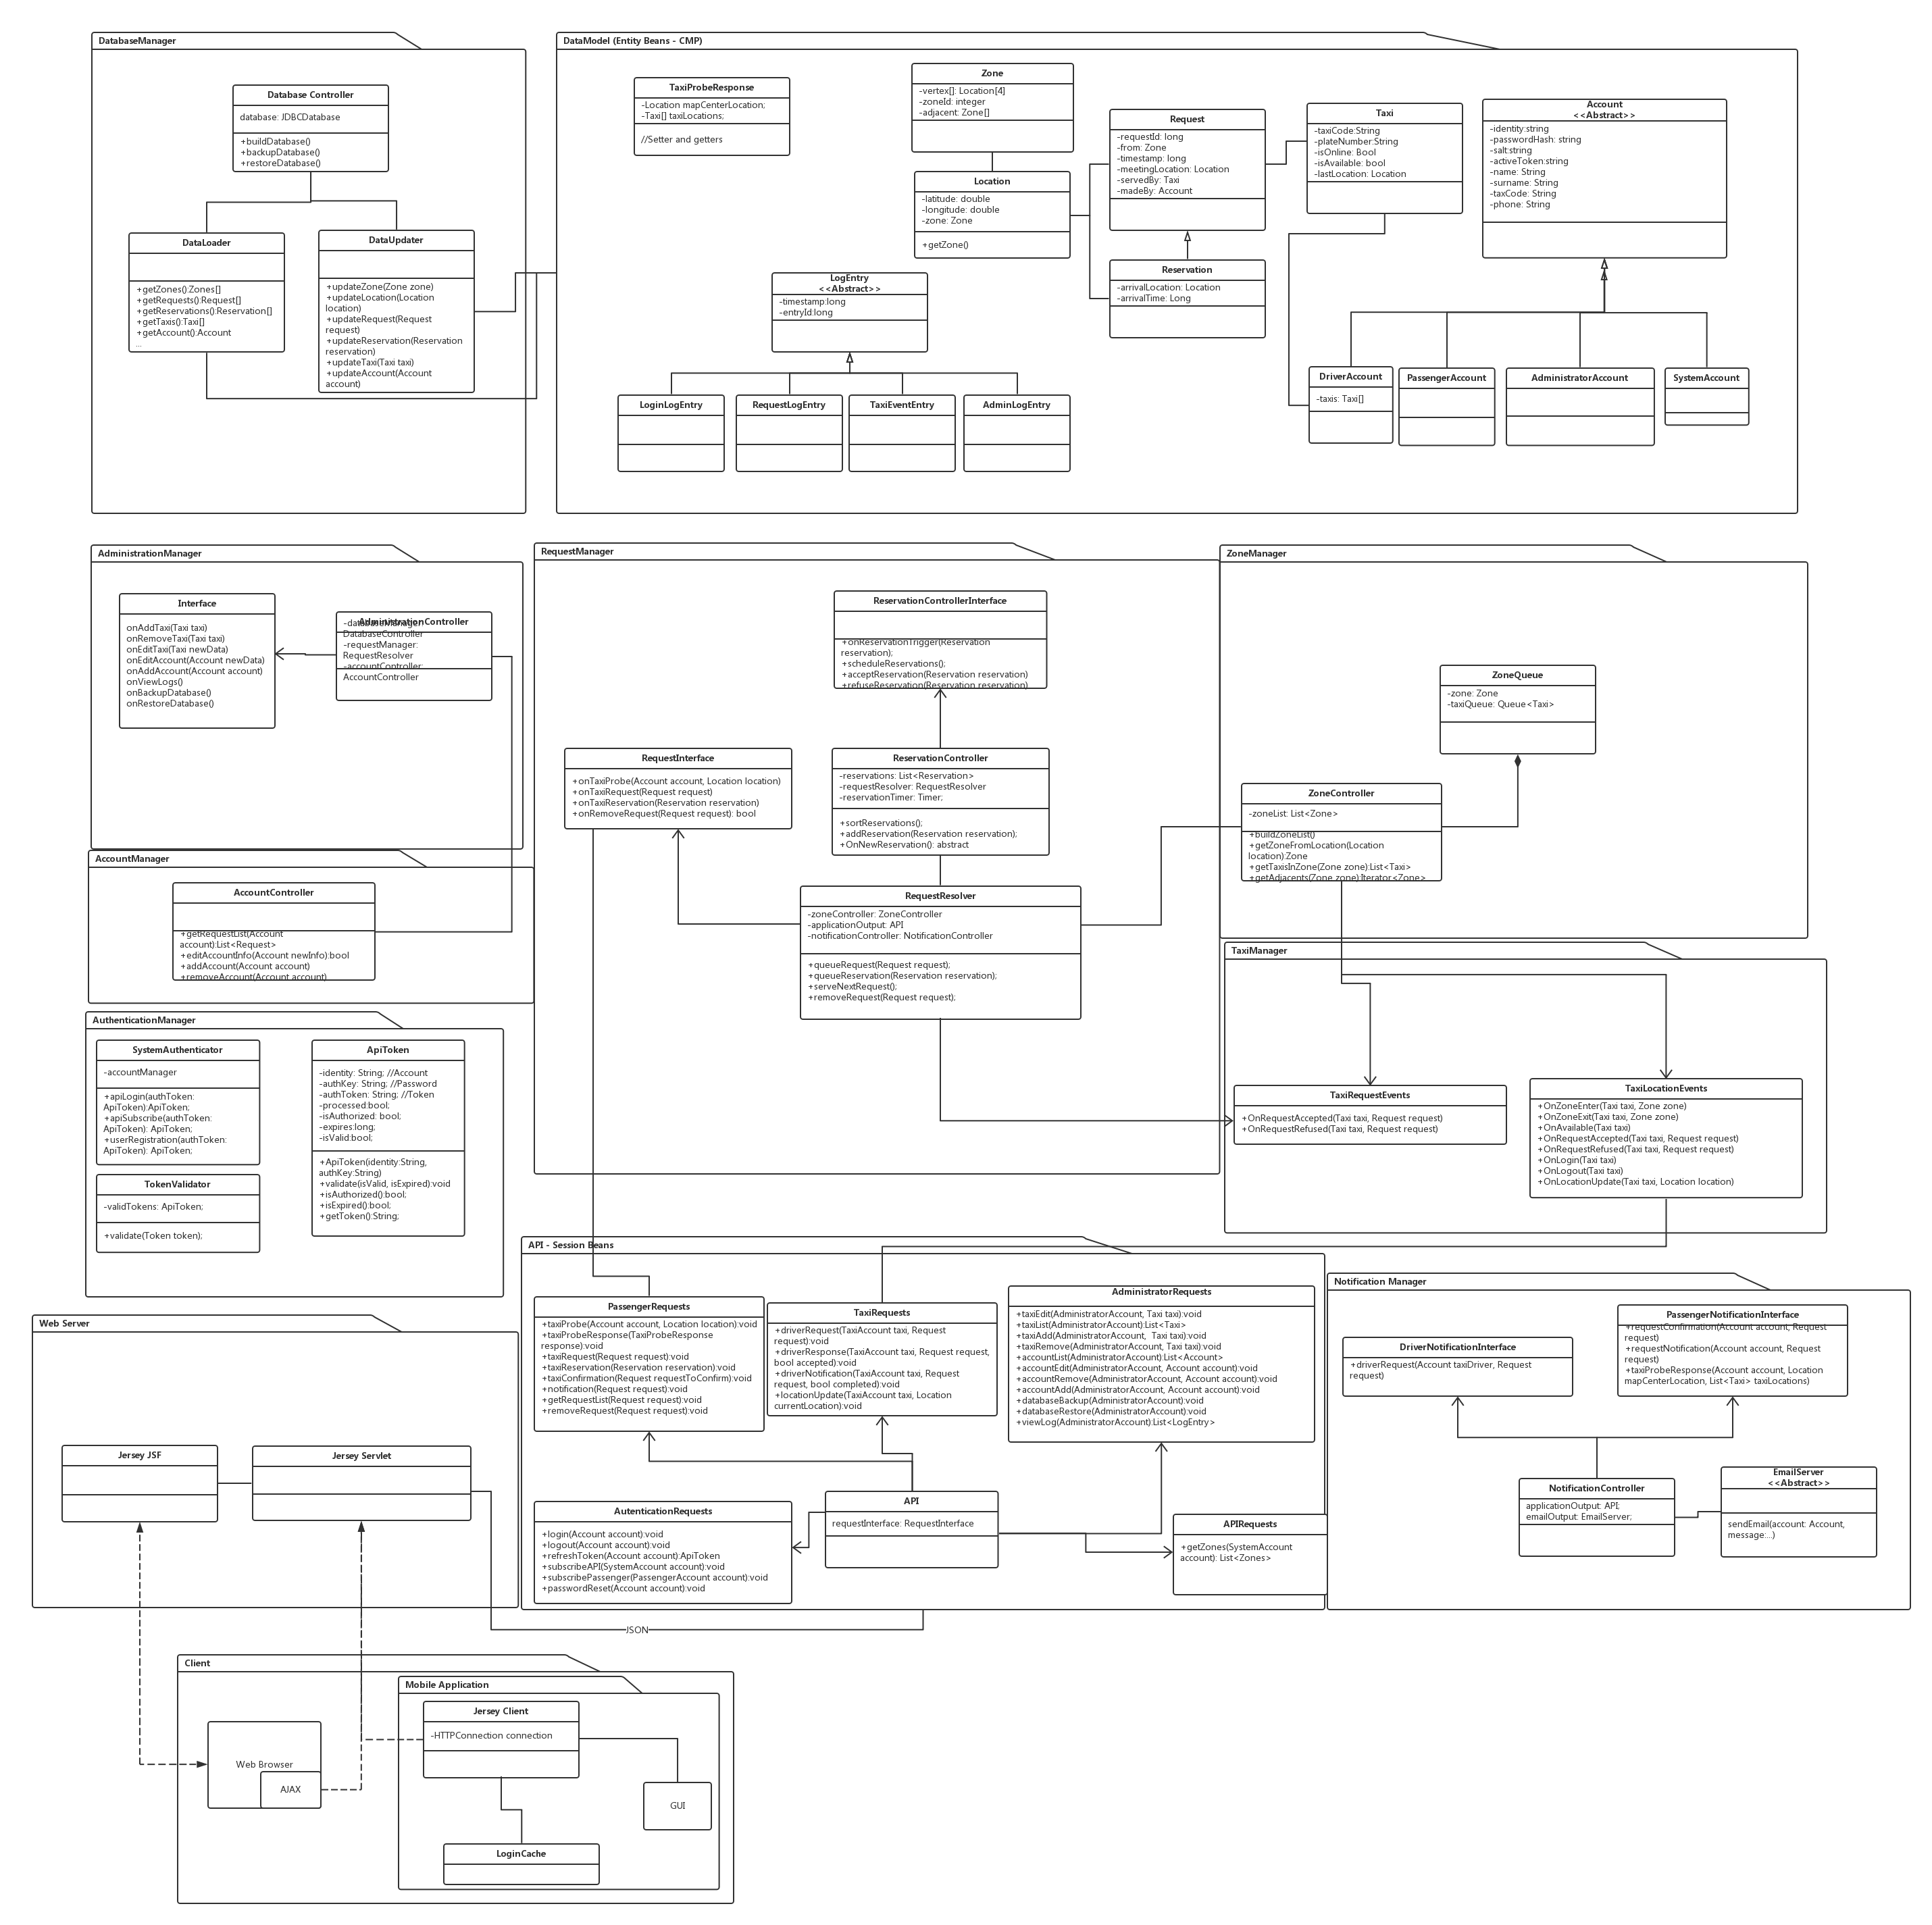 DatabaseManager
Database Controller
database: JDBCDatabase
+buildDatabase()
+backupDatabase()
+restoreDatabase()
DataLoader
+getZones():Zones[]
+getRequests():Request[]
+getReservations():Reservation[]
+getTaxis():Taxi[]
+getAccount():Account
...
DataUpdater
+updateZone(Zone zone)
+updateLocation(Location
location)
+updateRequest(Request
request)
+updateReservation(Reservation
reservation)
+updateTaxi(Taxi taxi)
+updateAccount(Account
account)
DataModel (Entity Beans - CMP)
TaxiProbeResponse
-Location mapCenterLocation;
-Taxi[] taxiLocations;
//Setter and getters
Zone
-vertex[]: Location[4]
-zoneId: integer
-adjacent: Zone[]
Location
-latitude: double
-longitude: double
-zone: Zone
+getZone()
Request
-requestId: long
-from: Zone
-timestamp: long
-meetingLocation: Location
-servedBy: Taxi
-madeBy: Account
Reservation
-arrivalLocation: Location
-arrivalTime: Long
Taxi
-taxiCode:String
-plateNumber:String
-isOnline: Bool
-isAvailable: bool
-lastLocation: Location
Account
<<Abstract>>
-identity:string
-passwordHash: string
-salt:string
-activeToken:string
-name: String
-surname: String
-taxCode: String
-phone: String
LogEntry
<<Abstract>>
-timestamp:long
-entryId:long
LoginLogEntry
RequestLogEntry
TaxiEventEntry
AdminLogEntry
DriverAccount
-taxis: Taxi[]
PassengerAccount
AdministratorAccount
SystemAccount
AdministrationManager
Interface
onAddTaxi(Taxi taxi)
onRemoveTaxi(Taxi taxi)
onEditTaxi(Taxi newData)
onEditAccount(Account newData)
onAddAccount(Account account)
onViewLogs()
onBackupDatabase()
onRestoreDatabase()
AdministrationController
-databaseManager:
DatabaseController
-requestManager:
RequestResolver
-accountController:
AccountController
AccountManager
AccountController
+getRequestList(Account
account):List<Request>
+editAccountInfo(Account newInfo):bool
+addAccount(Account account)
+removeAccount(Account account)
RequestManager
ReservationControllerInterface
+onReservationTrigger(Reservation
reservation);
+scheduleReservations();
+acceptReservation(Reservation reservation)
+refuseReservation(Reservation reservation)
RequestInterface
+onTaxiProbe(Account account, Location location)
+onTaxiRequest(Request request)
+onTaxiReservation(Reservation reservation)
+onRemoveRequest(Request request): bool
ReservationController
-reservations: List<Reservation>
-requestResolver: RequestResolver
-reservationTimer: Timer;
+sortReservations();
+addReservation(Reservation reservation);
+OnNewReservation(): abstract
RequestResolver
-zoneController: ZoneController
-applicationOutput: API
-notificationController: NotificationController
+queueRequest(Request request);
+queueReservation(Reservation reservation);
+serveNextRequest();
+removeRequest(Request request);
ZoneManager
ZoneQueue
-zone: Zone
-taxiQueue: Queue<Taxi>
ZoneController
-zoneList: List<Zone>
+buildZoneList()
+getZoneFromLocation(Location
location):Zone
+getTaxisInZone(Zone zone):List<Taxi>
+getAdjacents(Zone zone):Iterator<Zone>
TaxiManager
TaxiRequestEvents
+OnRequestAccepted(Taxi taxi, Request request)
+OnRequestRefused(Taxi taxi, Request request)
TaxiLocationEvents
+OnZoneEnter(Taxi taxi, Zone zone)
+OnZoneExit(Taxi taxi, Zone zone)
+OnAvailable(Taxi taxi)
+OnRequestAccepted(Taxi taxi, Request request)
+OnRequestRefused(Taxi taxi, Request request)
+OnLogin(Taxi taxi)
+OnLogout(Taxi taxi)
+OnLocationUpdate(Taxi taxi, Location location)
AuthenticationManager
SystemAuthenticator
-accountManager
+apiLogin(authToken:
ApiToken):ApiToken;
+apiSubscribe(authToken:
ApiToken): ApiToken;
+userRegistration(authToken:
ApiToken): ApiToken;
TokenValidator
-validTokens: ApiToken;
+validate(Token token);
ApiToken
-identity: String; //Account
-authKey: String; //Password
-authToken: String; //Token
-processed:bool;
-isAuthorized: bool;
-expires:long;
-isValid:bool;
+ApiToken(identity:String,
authKey:String)
+validate(isValid, isExpired):void
+isAuthorized():bool;
+isExpired():bool;
+getToken():String;
API - Session Beans
PassengerRequests
+taxiProbe(Account account, Location location):void
+taxiProbeResponse(TaxiProbeResponse
response):void
+taxiRequest(Request request):void
+taxiReservation(Reservation reservation):void
+taxiConfirmation(Request requestToConfirm):void
+notification(Request request):void
+getRequestList(Request request):void
+removeRequest(Request request):void
TaxiRequests
+driverRequest(TaxiAccount taxi, Request
request):void
+driverResponse(TaxiAccount taxi, Request request,
bool accepted):void
+driverNotification(TaxiAccount taxi, Request
request, bool completed):void
+locationUpdate(TaxiAccount taxi, Location
currentLocation):void
AdministratorRequests
+taxiEdit(AdministratorAccount, Taxi taxi):void
+taxiList(AdministratorAccount):List<Taxi>
+taxiAdd(AdministratorAccount,  Taxi taxi):void
+taxiRemove(AdministratorAccount, Taxi taxi):void
+accountList(AdministratorAccount):List<Account>
+accountEdit(AdministratorAccount, Account account):void
+accountRemove(AdministratorAccount, Account account):void
+accountAdd(AdministratorAccount, Account account):void
+databaseBackup(AdministratorAccount):void
+databaseRestore(AdministratorAccount):void
+viewLog(AdministratorAccount):List<LogEntry>
AutenticationRequests
+login(Account account):void
+logout(Account account):void
+refreshToken(Account account):ApiToken
+subscribeAPI(SystemAccount account):void
+subscribePassenger(PassengerAccount account):void
+passwordReset(Account account):void
API
requestInterface: RequestInterface
APIRequests
+getZones(SystemAccount
account): List<Zones>
Notification Manager
DriverNotificationInterface
+driverRequest(Account taxiDriver, Request
request)
PassengerNotificationInterface
+requestConfirmation(Account account, Request
request)
+requestNotification(Account account, Request
request)
+taxiProbeResponse(Account account, Location
mapCenterLocation, List<Taxi> taxiLocations)
NotificationController
applicationOutput: API;
emailOutput: EmailServer;
EmailServer
<<Abstract>>
sendEmail(account: Account,
message:...)
Web Server
Jersey JSF
Jersey Servlet
JSON
Client
Web Browser
AJAX
Mobile Application
Jersey Client
-HTTPConnection connection
GUI
LoginCache